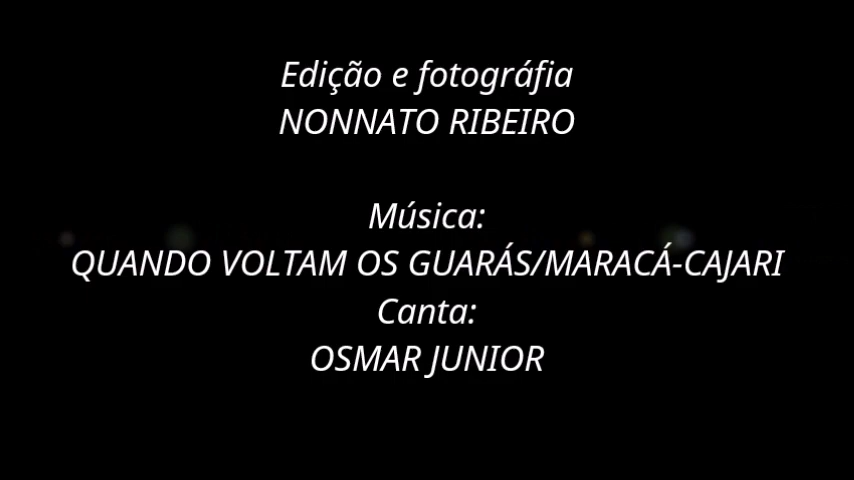 Edição e fotográfia
NONNATO RIBEIRO
Música:
QUANDO VOLTAM OS GUARÁS/MARACÁ-CAJARI
Canta:
OSMAR JUNIOR